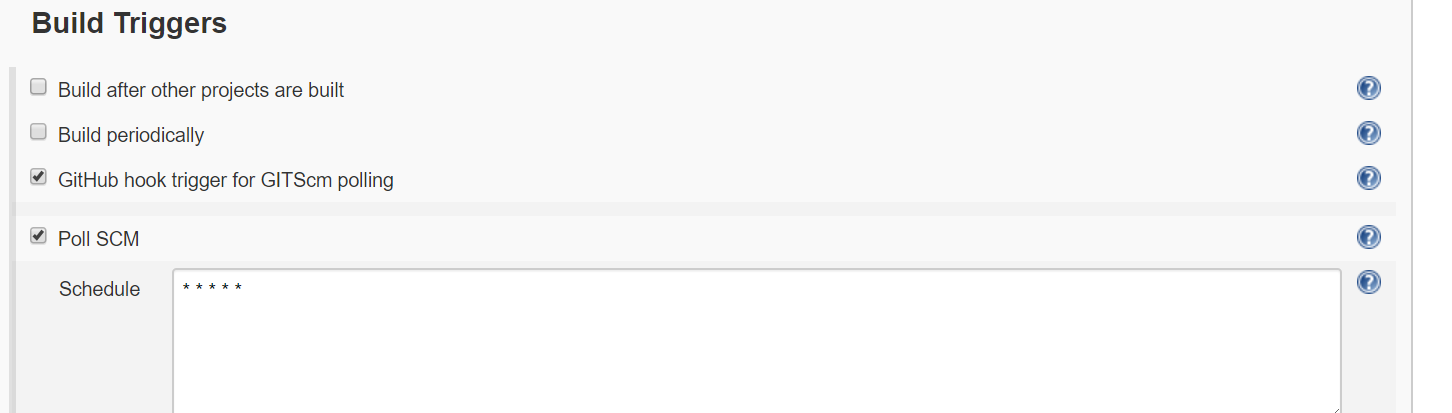 Build Triggers
Build after other projects are built ?
Build periodically ?
GitHub hook trigger for GITScm polling ?
Poll SCM ?
Schedule * * * * * ?